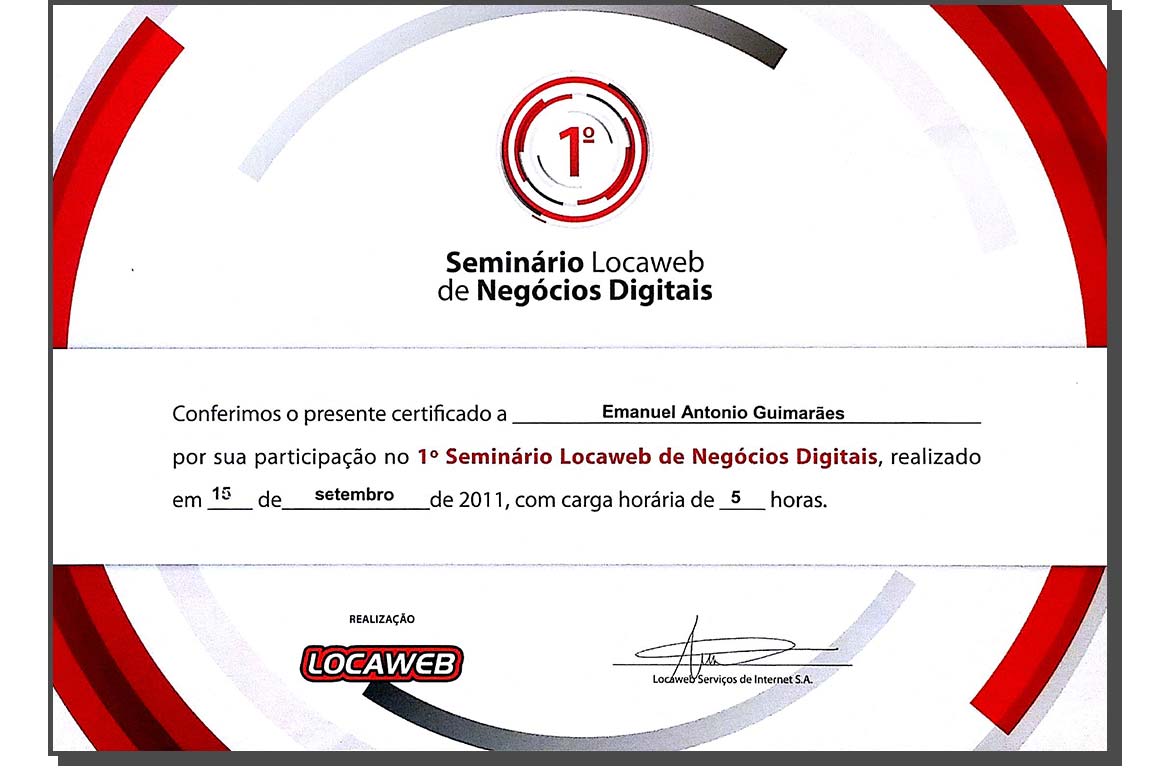 1º
Seminário Locaweb
de Negócios Digitais
Conferimos o presente certificado a Emanuel Antonio Guimarães
por sua participação no 1º Seminário Locaweb de Negócios Digitais, realizado
em 15 de setembro de 2011, com carga horária de 5 horas.
REALIZAÇÃO
LOCAWEB
Locaweb Serviços de Internet S.A.